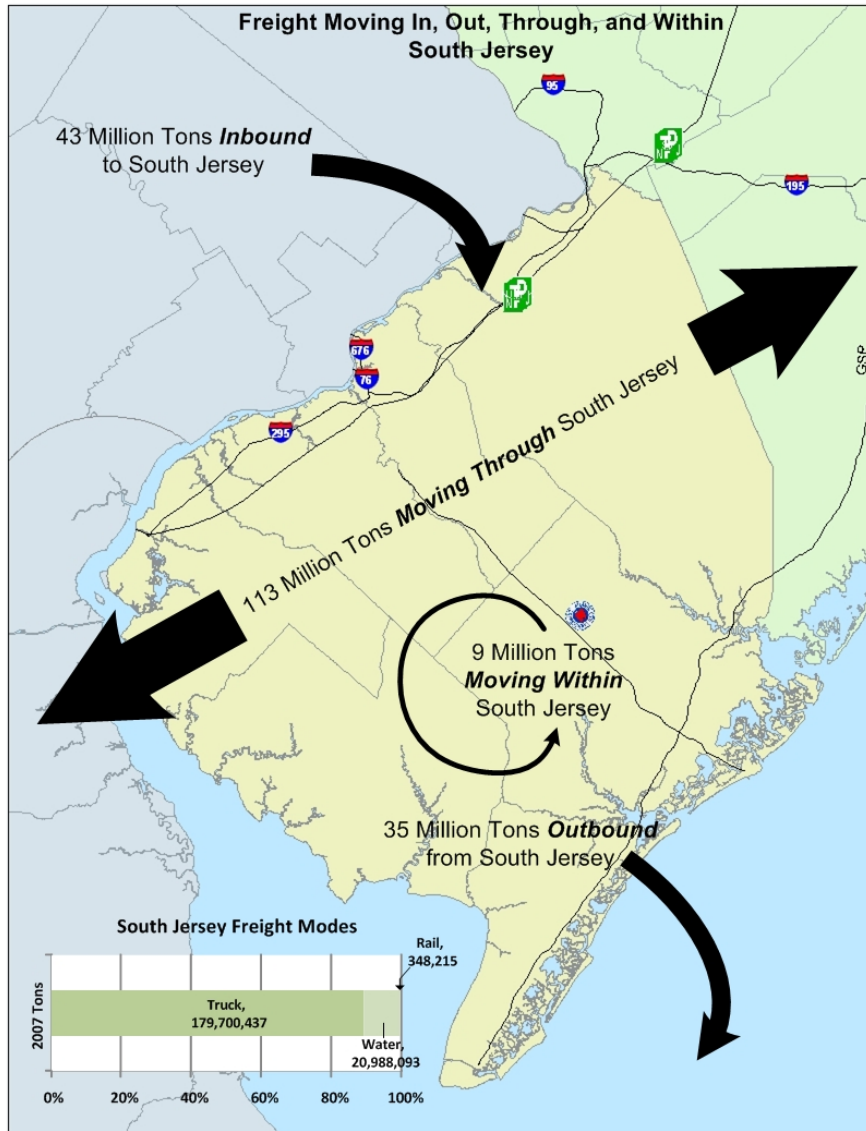 Freight Moving In, Out, Through, and Within
South Jersey
95
43 Million Tons Inbound
to South Jersey
195
676
76
GSP
295
113 Million Tons Moving Through South Jersey
9 Million Tons
Moving Within
South Jersey
35 Million Tons Outbound
from South Jersey
South Jersey Freight Modes
Rail,
348,215
2007 Tons
Truck,
179,700,437
Water,
20,988,093
0% 20% 40% 60% 80% 100%